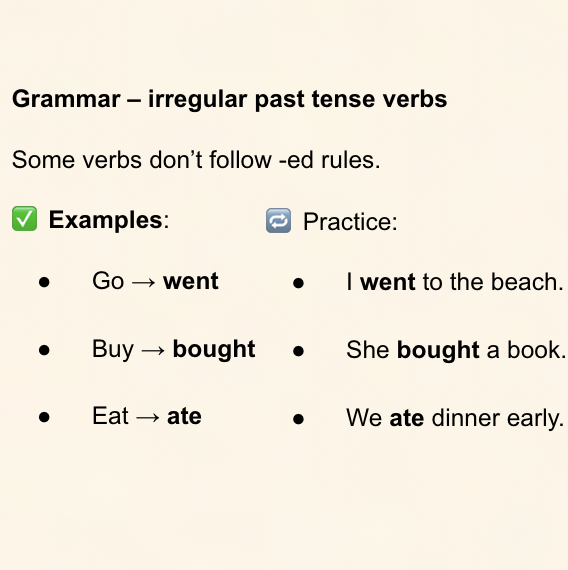 Grammar – irregular past tense verbs
Some verbs don’t follow -ed rules.
✅ Examples:
● Go → went
● Buy → bought
● Eat → ate
🔁 Practice:
● I went to the beach.
● She bought a book.
● We ate dinner early.